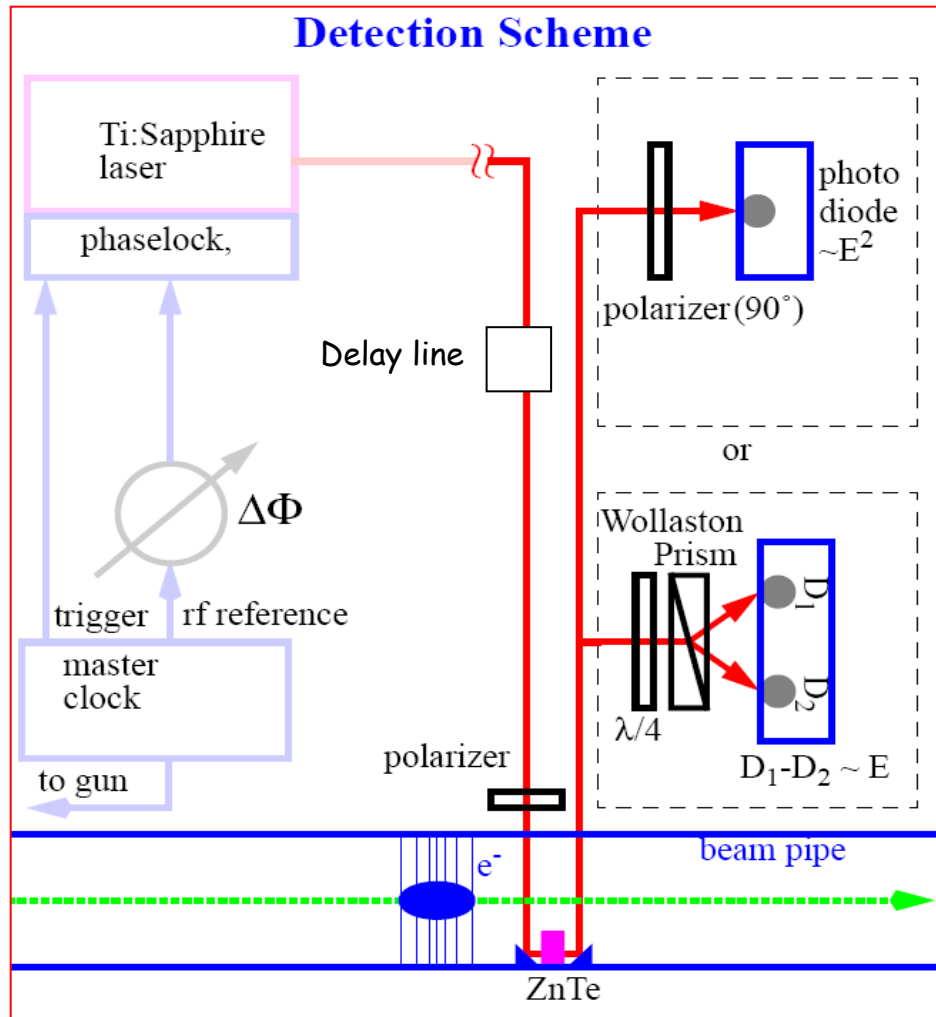 Detection Scheme
Ti:Sapphire
laser
phaselock,
Delay line
ΔΦ
trigger
rf reference
master
clock
to gun
polarizer
photo
diode
~E²
polarizer (90˚)
or
Wollaston
Prism
D₁
D₂
λ/4
D₁-D₂ ~ E
e⁻
beam pipe
ZnTe